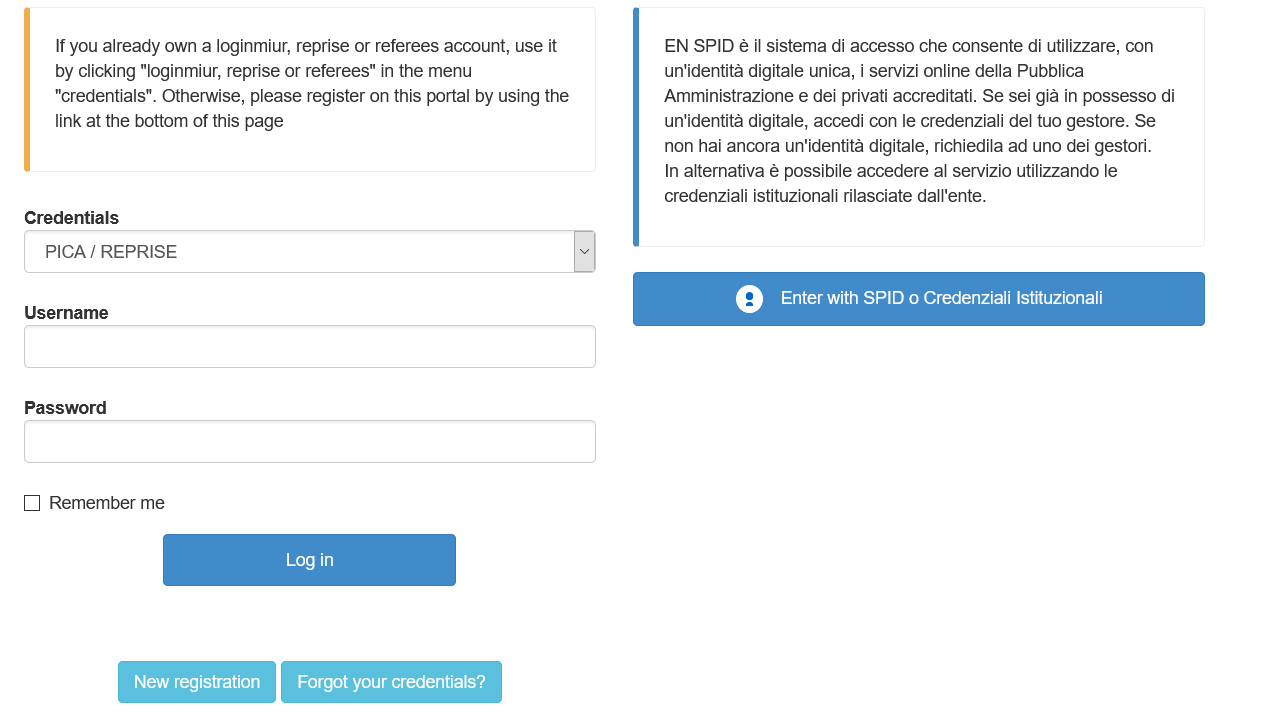 If you already own a loginmiur, reprise or referees account, use it
by clicking "loginmiur, reprise or referees" in the menu
"credentials". Otherwise, please register on this portal by using the
link at the bottom of this page
Credentials
PICA / REPRISE
Username
Password
Remember me
Log in
New registration
Forgot your credentials?
EN SPID è il sistema di accesso che consente di utilizzare, con
un'identità digitale unica, i servizi online della Pubblica
Amministrazione e dei privati accreditati. Se sei già in possesso di
un'identità digitale, accedi con le credenziali del tuo gestore. Se
non hai ancora un'identità digitale, richiedila ad uno dei gestori.
In alternativa è possibile accedere al servizio utilizzando le
credenziali istituzionali rilasciate dall'ente.
Enter with SPID o Credenziali Istituzionali